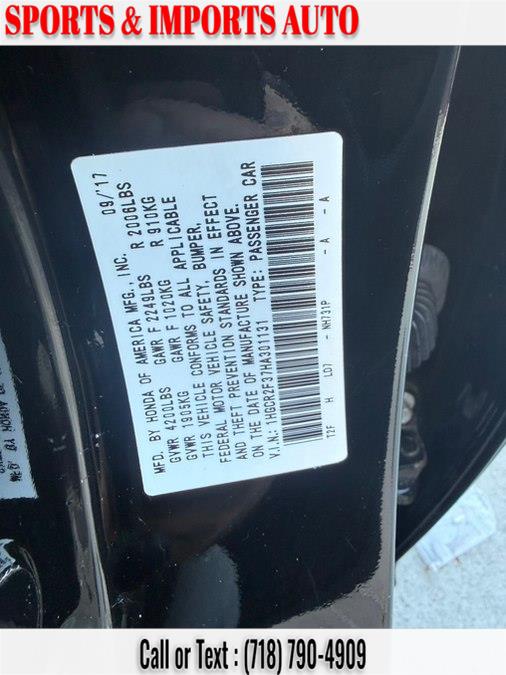 SPORTS & IMPORTS AUTO
09/17
MFD. BY HONDA OF AMERICA MFG., INC.
GVWR 4200LBS GAWR F 2249LBS R 2006LBS
GVWR 1905KG GAWR F 1020KG R 910KG
THIS VEHICLE CONFORMS TO ALL APPLICABLE
FEDERAL MOTOR VEHICLE SAFETY, BUMPER,
AND THEFT PREVENTION STANDARDS IN EFFECT
ON THE DATE OF MANUFACTURE SHOWN ABOVE.
V.I.N.: 1HGCR2F37HA301131 TYPE: PASSENGER CAR
T2F H LD7 - NH731P - A - A
Call or Text : (718) 790-4909